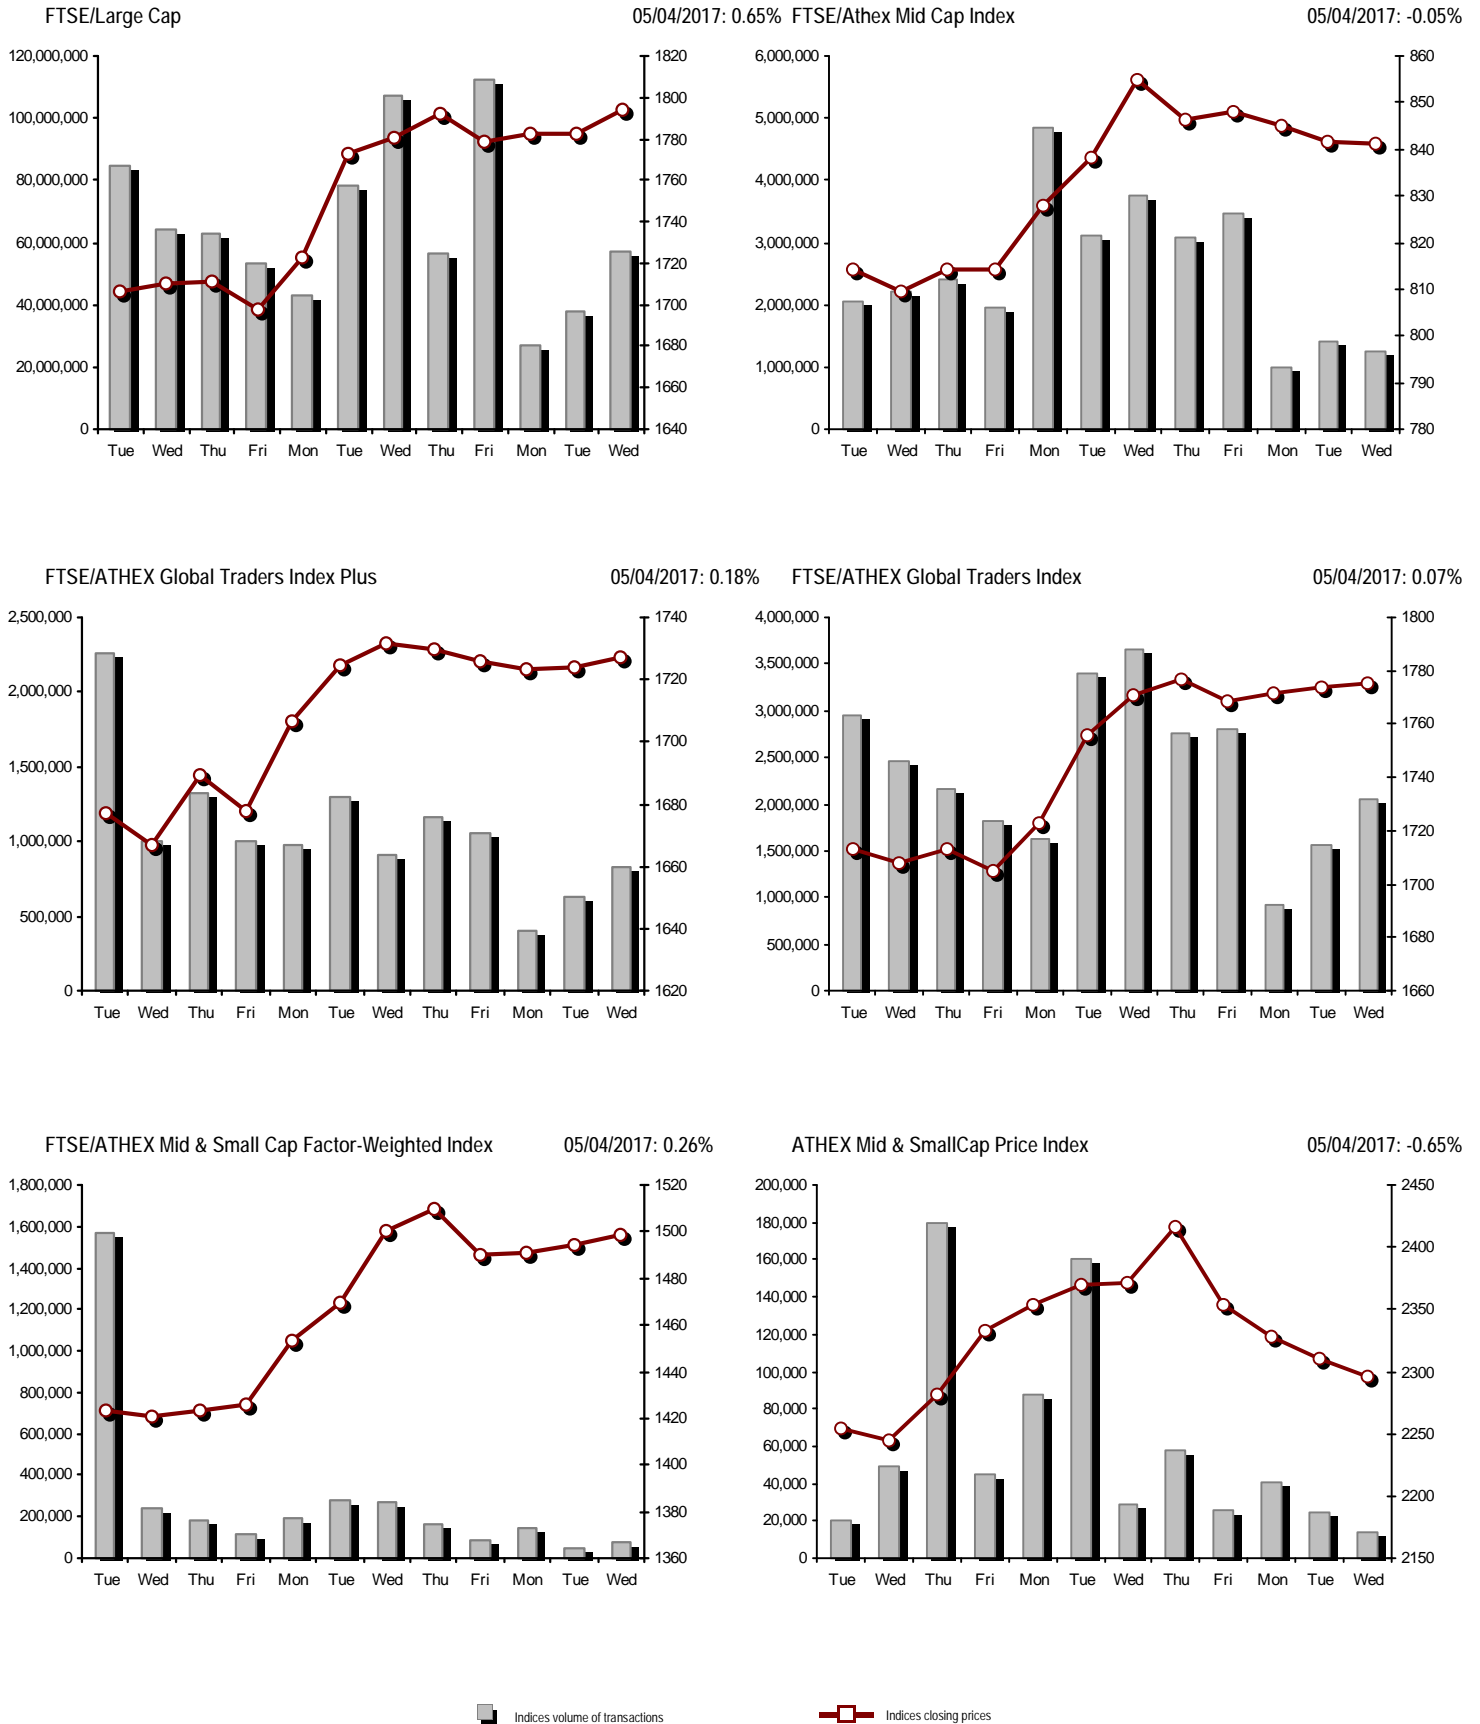 FTSE/Large Cap 05/04/2017: 0.65% FTSE/Athex Mid Cap Index 05/04/2017: -0.05%
120,000,000 1820 6,000,000 860
100,000,000 1800 5,000,000 850
80,000,000 1780 4,000,000 840
60,000,000 1760 3,000,000 830
40,000,000 1740 2,000,000 820
20,000,000 1720 1,000,000 810
0 1700 0 800
1680 790
1660 780
1640
Tue Wed Thu Fri Mon Tue Wed Thu Fri Mon Tue Wed Tue Wed Thu Fri Mon Tue Wed Thu Fri Mon Tue Wed
FTSE/ATHEX Global Traders Index Plus 05/04/2017: 0.18% FTSE/ATHEX Global Traders Index 05/04/2017: 0.07%
2,500,000 1740 4,000,000 1800
2,000,000 1720 3,500,000 1780
1,500,000 1700 3,000,000 1760
1,000,000 1680 2,500,000 1740
500,000 1660 2,000,000 1720
0 1640 1,500,000 1700
1620 1,000,000 1680
500,000 1660
0
Tue Wed Thu Fri Mon Tue Wed Thu Fri Mon Tue Wed Tue Wed Thu Fri Mon Tue Wed Thu Fri Mon Tue Wed
FTSE/ATHEX Mid & Small Cap Factor-Weighted Index 05/04/2017: 0.26% ATHEX Mid & SmallCap Price Index 05/04/2017: -0.65%
1,800,000 1520 200,000 2450
1,600,000 1500 180,000 2400
1,400,000 1480 160,000 2350
1,200,000 1460 140,000 2300
1,000,000 1440 120,000 2250
800,000 1420 100,000 2200
600,000 1400 80,000 2150
400,000 1380 60,000
200,000 1360 40,000
0 20,000
0
Tue Wed Thu Fri Mon Tue Wed Thu Fri Mon Tue Wed Tue Wed Thu Fri Mon Tue Wed Thu Fri Mon Tue Wed
Indices volume of transactions Indices closing prices